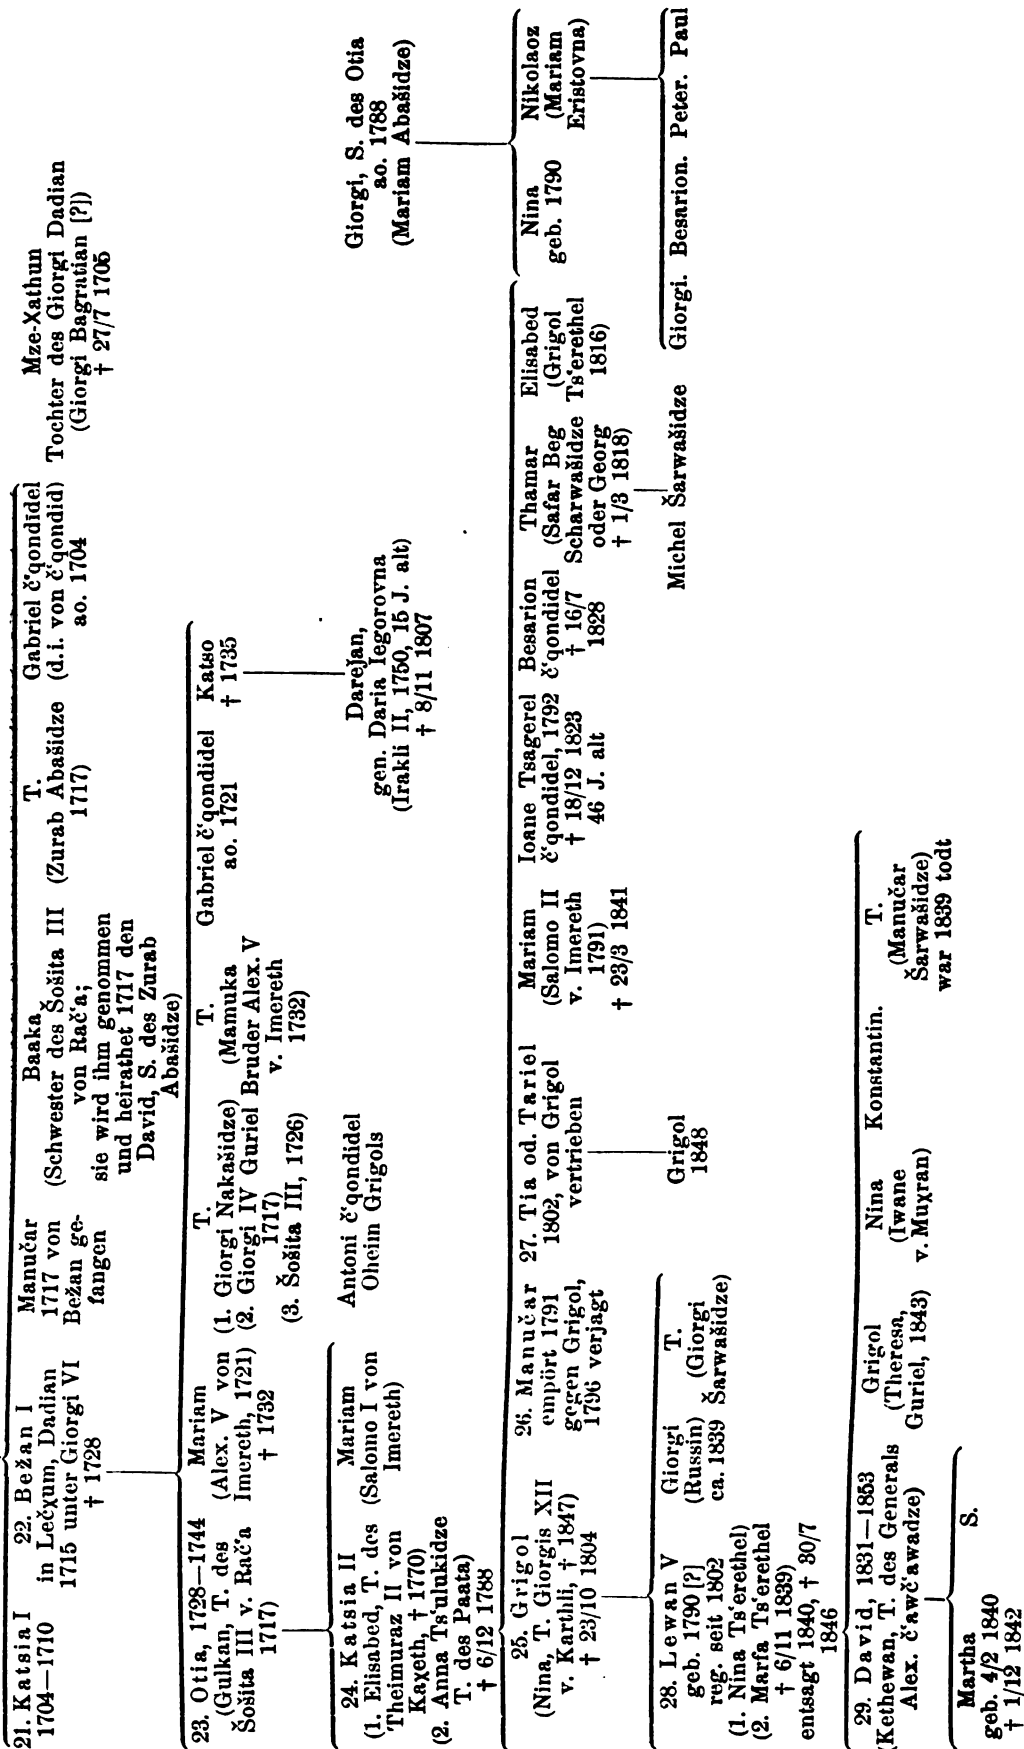 21. Katsia I
1704—1710
22. Bežan I
in Lečχum, Dadian
1715 unter Giorgi VI
† 1728
Manučar
1717 von
Bežan ge-
fangen
Baaka
(Schwester des Šošita III
von Rač‘a;
sie wird ihm genommen
und heirathet 1717 den
David, S. des Zurab
Abašidze)
T.
(Zurab Abašidze
1717)
Gabriel č‘qondidel
(d.i. von č‘qondid)
ao. 1704
Mze-Xathun
Tochter des Giorgi Dadian
(Giorgi Bagratian [?])
† 27/7 1705
23. Otia, 1728—1744
(Gulkan, T. des
Šošita III v. Rač‘a
1717)
Mariam
(Alex. V von
Imereth, 1721)
† 1732
T.
(1. Giorgi Nakašidze)
(2. Giorgi IV Guriel
1717)
(3. Šošita III, 1726)
T.
(Mamuka
Bruder Alex. V
v. Imereth
1732)
Gabriel č‘qondidel
ao. 1721
Katso
† 1735
24. Katsia II
(1. Elisabed, T. des
Theimuraz II von
Kaχeth, † 1770)
(2. Anna Ts‘ulukidze
T. des Paata)
† 6/12 1788
Mariam
(Salomo I von
Imereth)
Antoni č‘qondidel
Oheim Grigols
Darejan,
gen. Daria Iegorovna
(Irakli II, 1750, 15 J. alt)
† 8/11 1807
Giorgi, S. des Otia
ao. 1788
(Mariam Abašidze)
25. Grigol
(Nina, T. Giorgis XII
v. Karthli, † 1847)
† 23/10 1804
26. Manučar
empört 1791
gegen Grigol,
1796 verjagt
27. Tia od. Tariel
1802, von Grigol
vertrieben
Mariam
(Salomo II
v. Imereth
1791)
† 23/3 1841
Ioane Tsagerel
č‘qondidel, 1792
† 18/12 1823
46 J. alt
Besarion
č‘qondidel
† 16/7
1828
Thamar
(Safar Beg
Scharwašidze
oder Georg
† 1/3 1818)
Elisabed
(Grigol
Ts‘erethel
1816)
Nina
geb. 1790
Nikolaoz
(Mariam
Eristovna)
28. Lewan V
geb. 1790 [?]
reg. seit 1802
(1. Nina Ts‘erethel)
(2. Marfa Ts‘erethel
† 6/11 1839)
entsagt 1840, † 30/7
1846
Giorgi
(Russin)
ca. 1839
T.
(Giorgi
Šarwašidze)
Grigol
1848
Michel Šarwašidze
Giorgi. Besarion. Peter. Paul
29. David, 1831—1853
(Kethewan, T. des Generals
Alex. č‘awč‘awadze)
Grigol
(Theresa,
Guriel, 1843)
Nina
(Iwane
v. Muχran)
Konstantin.
T.
(Manučar
Šarwašidze)
war 1839 todt
Martha
geb. 4/2 1840
† 1/12 1842
S.